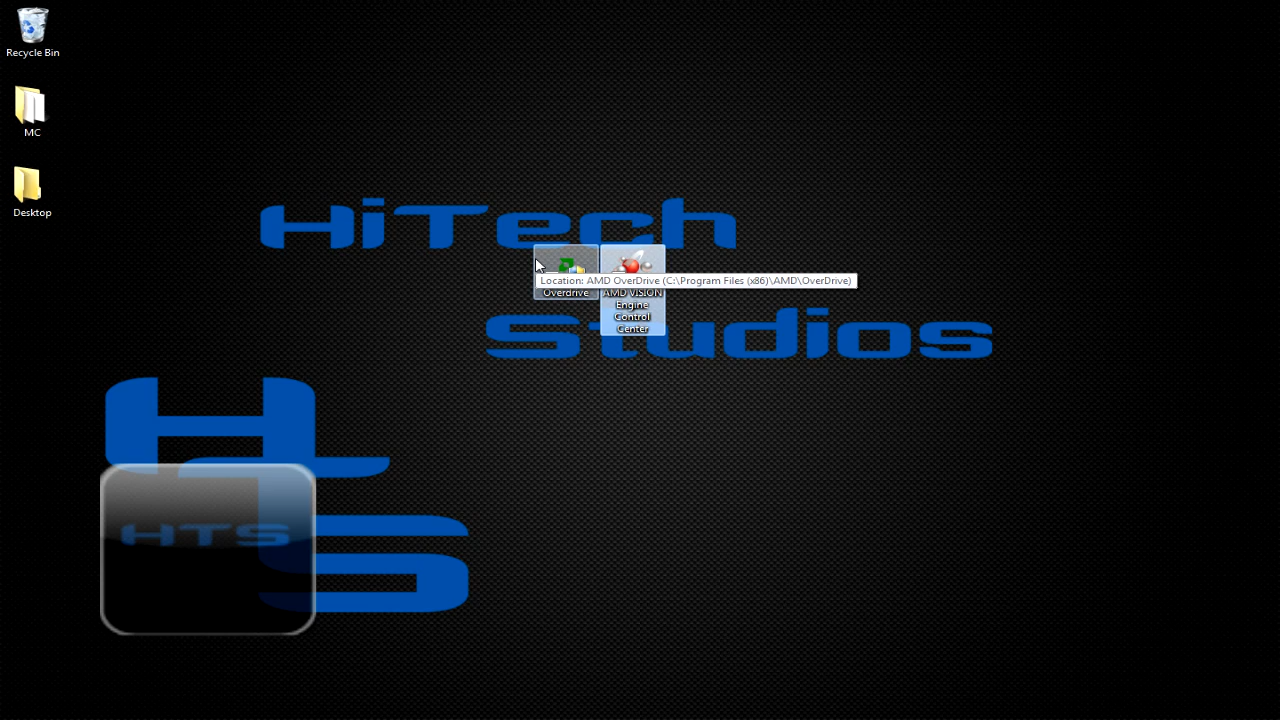 Recycle Bin
MC
Desktop
HiTech
Location: AMD OverDrive (C:\Program Files (x86)\AMD\OverDrive)
Overdrive
AMD VISION
Engine
Control
Center
Studios
H
S
HTS